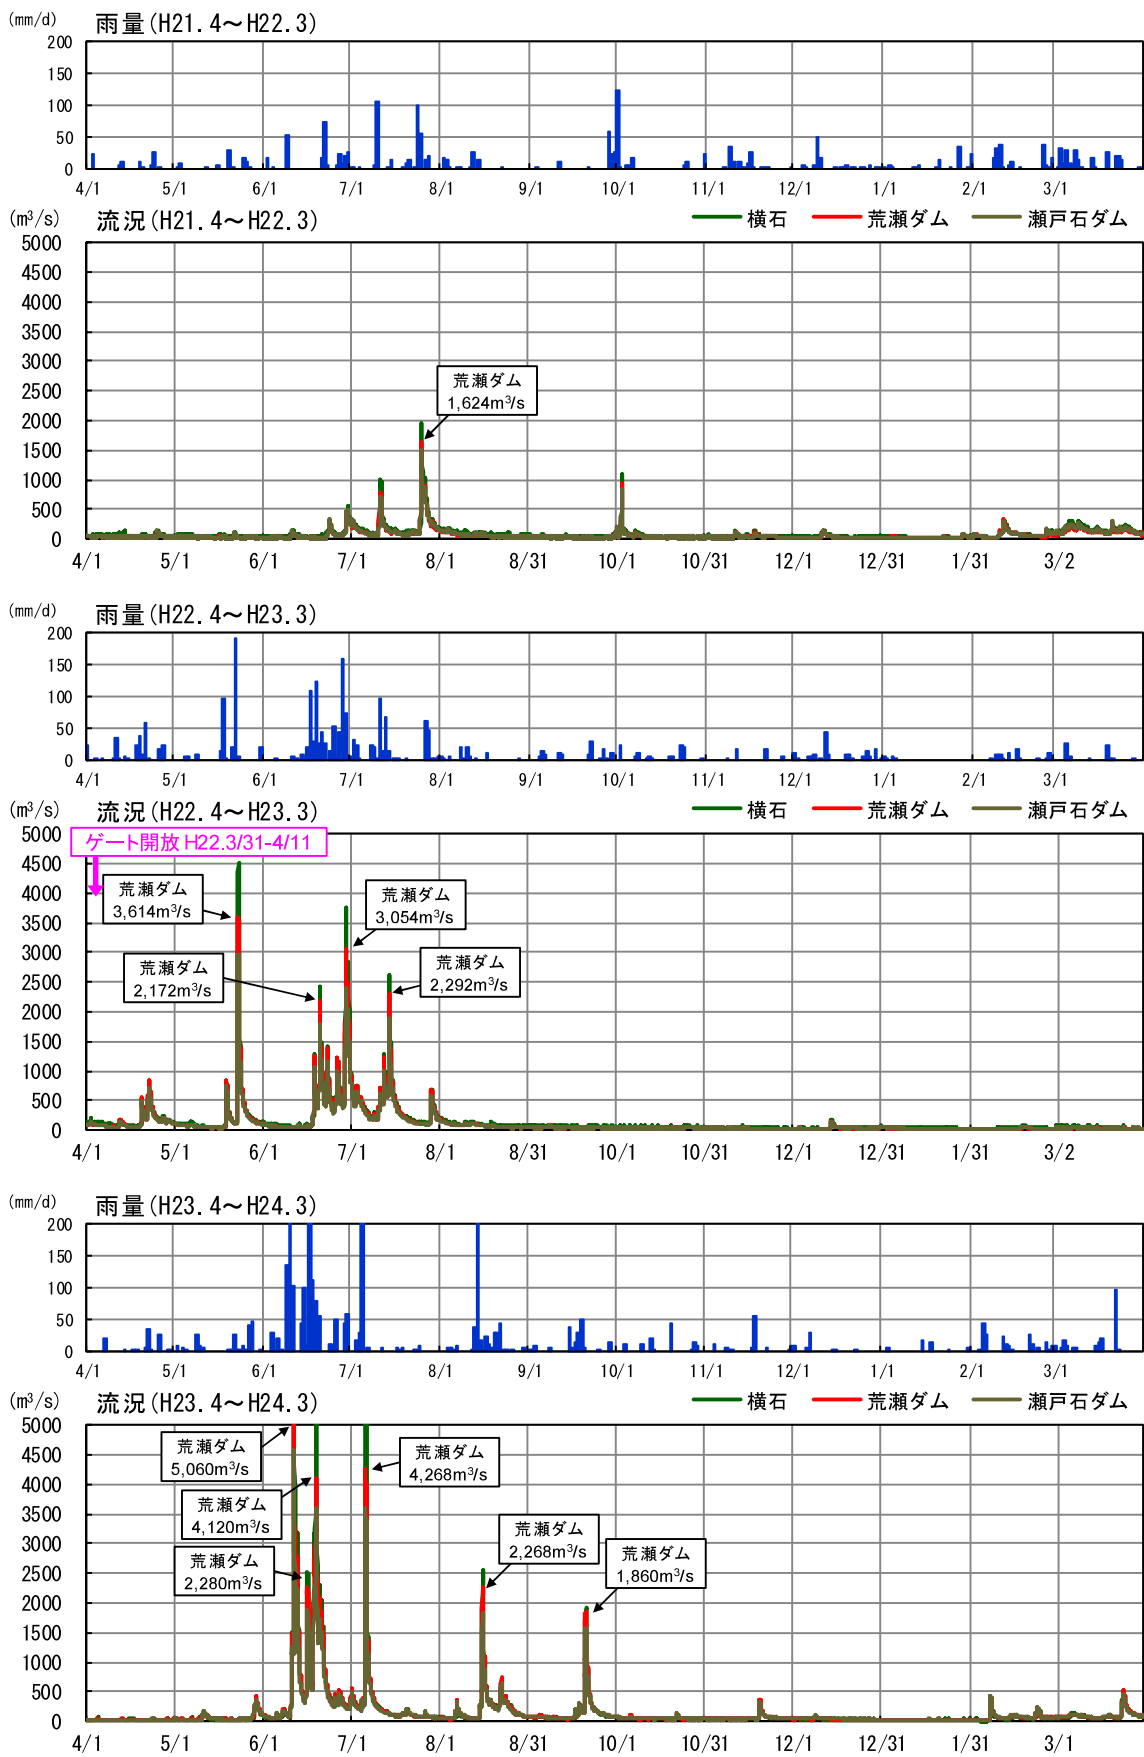 (mm/d) 雨量(H21.4～H22.3)
200
150
100
50
0
4/1 5/1 6/1 7/1 8/1 9/1 10/1 11/1 12/1 1/1 2/1 3/1
(m³/s) 流況(H21.4～H22.3) 横石 荒瀬ダム 瀬戸石ダム
5000
4500
4000
3500
3000
2500
2000
1500
1000
500
0
荒瀬ダム
1,624m³/s
4/1 5/1 6/1 7/1 8/1 8/31 10/1 10/31 12/1 12/31 1/31 3/2
(mm/d) 雨量(H22.4～H23.3)
200
150
100
50
0
4/1 5/1 6/1 7/1 8/1 9/1 10/1 11/1 12/1 1/1 2/1 3/1
(m³/s) 流況(H22.4～H23.3) 横石 荒瀬ダム 瀬戸石ダム
5000
4500
4000
3500
3000
2500
2000
1500
1000
500
0
ゲート開放 H22.3/31-4/11
荒瀬ダム
3,614m³/s
荒瀬ダム
3,054m³/s
荒瀬ダム
2,172m³/s
荒瀬ダム
2,292m³/s
4/1 5/1 6/1 7/1 8/1 8/31 10/1 10/31 12/1 12/31 1/31 3/2
(mm/d) 雨量(H23.4～H24.3)
200
150
100
50
0
4/1 5/1 6/1 7/1 8/1 9/1 10/1 11/1 12/1 1/1 2/1 3/1
(m³/s) 流況(H23.4～H24.3) 横石 荒瀬ダム 瀬戸石ダム
5000
4500
4000
3500
3000
2500
2000
1500
1000
500
0
荒瀬ダム
5,060m³/s
荒瀬ダム
4,268m³/s
荒瀬ダム
4,120m³/s
荒瀬ダム
2,280m³/s
荒瀬ダム
2,268m³/s
荒瀬ダム
1,860m³/s
4/1 5/1 6/1 7/1 8/1 8/31 10/1 10/31 12/1 12/31 1/31 3/1